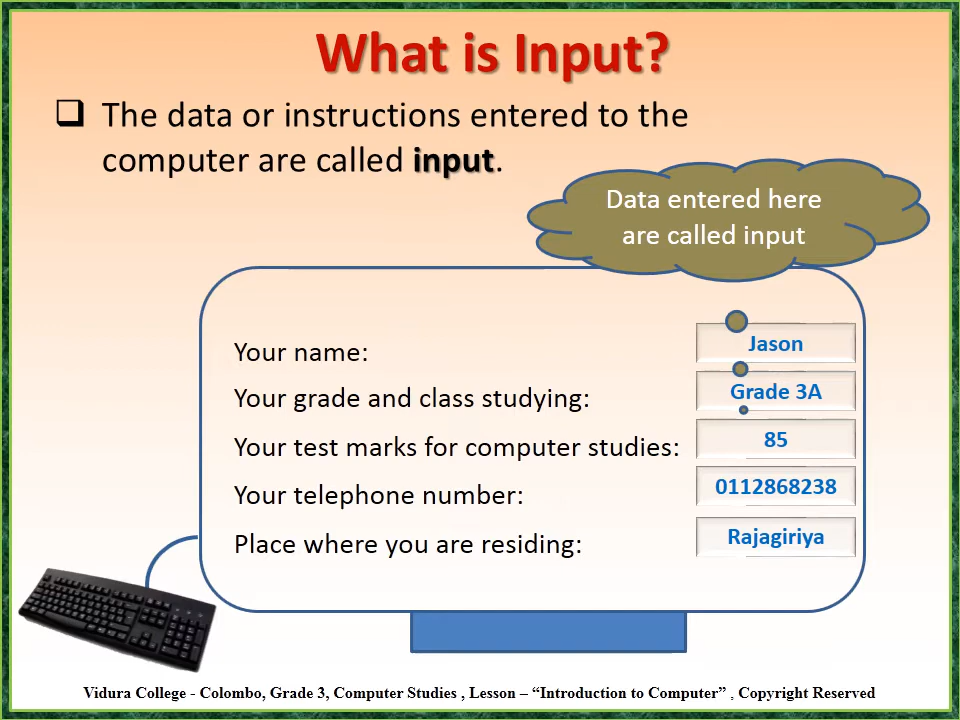 What is Input?
The data or instructions entered to the
computer are called input.
Data entered here
are called input
Your name: Jason
Your grade and class studying: Grade 3A
Your test marks for computer studies: 85
Your telephone number: 0112868238
Place where you are residing: Rajagiriya
Vidura College - Colombo, Grade 3, Computer Studies , Lesson – “Introduction to Computer” , Copyright Reserved